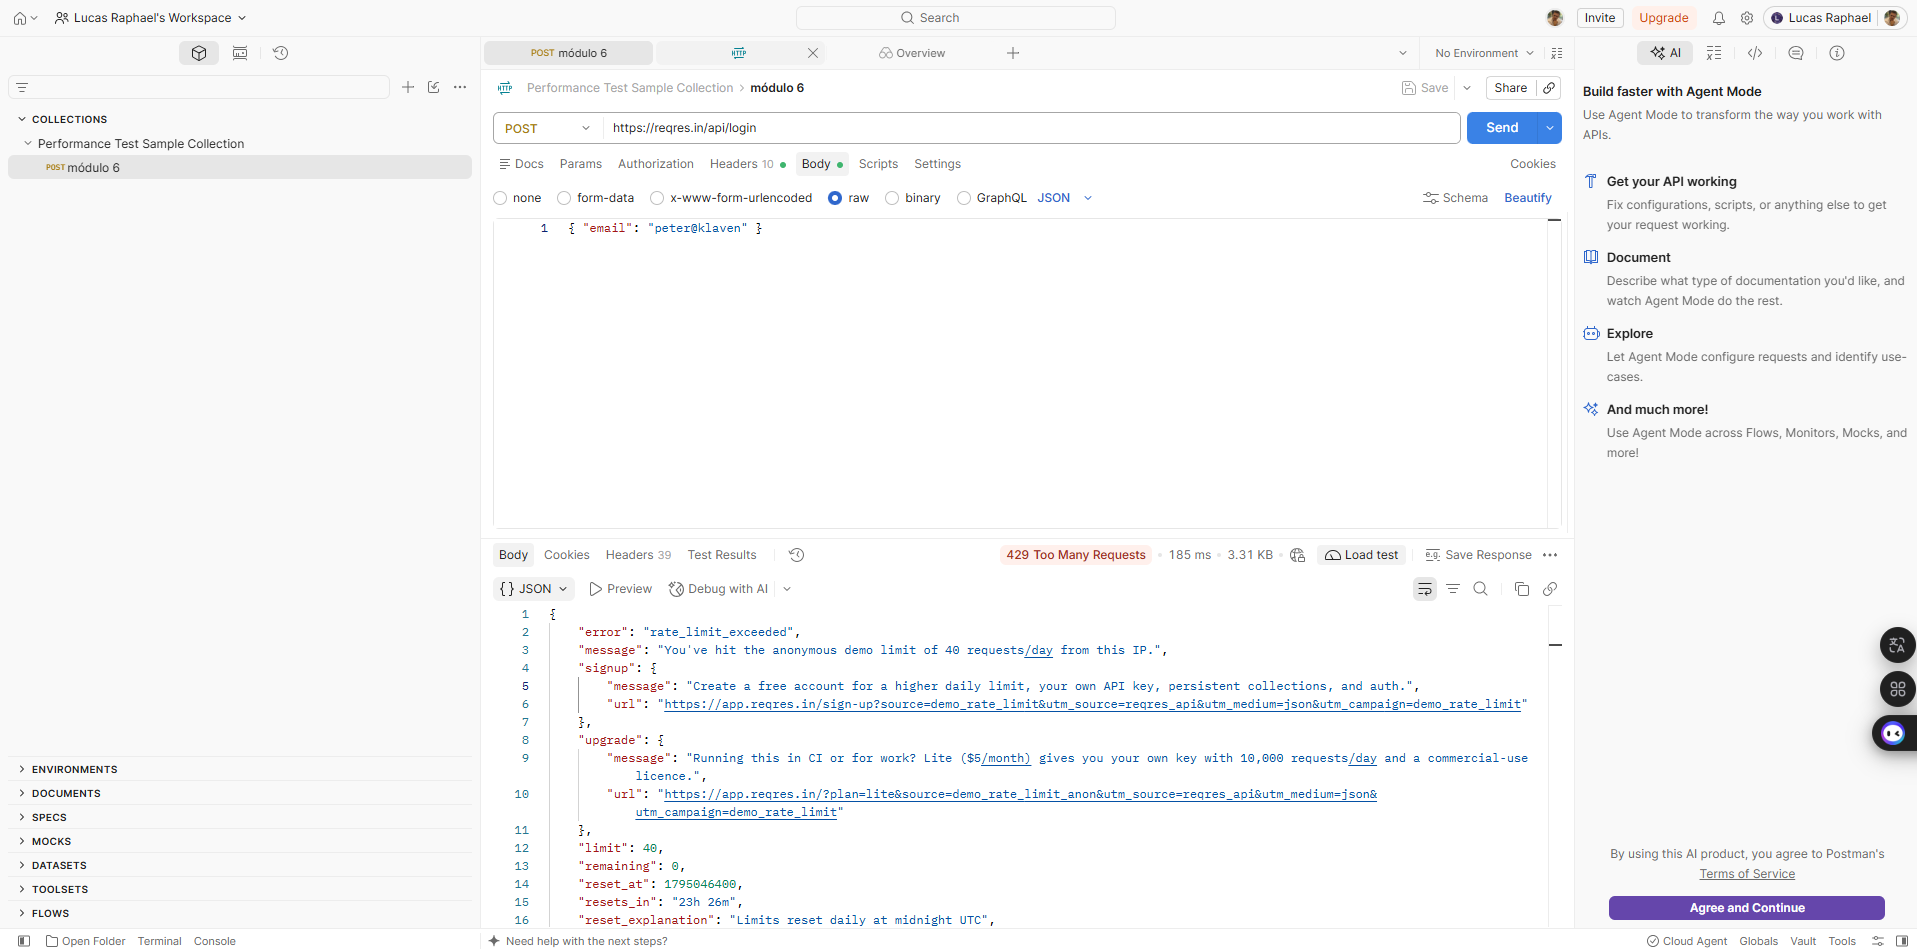 Lucas Raphael's Workspace
Search
Invite
Upgrade
L
Lucas Raphael
POST módulo 6
HTTP
Overview
No Environment
AI
COLLECTIONS
Performance Test Sample Collection
POST módulo 6
HTTP
Performance Test Sample Collection > módulo 6
Save
Share
POST
https://reqres.in/api/login
Send
Docs
Params
Authorization
Headers 10
Body
Scripts
Settings
Cookies
none
form-data
x-www-form-urlencoded
raw
binary
GraphQL
JSON
Schema
Beautify
1 { "email": "peter@klaven" }
Body
Cookies
Headers 39
Test Results
429 Too Many Requests
185 ms
3.31 KB
Load test
e.g. Save Response
{} JSON
Preview
Debug with AI
1 {
2 "error": "rate_limit_exceeded",
3 "message": "You've hit the anonymous demo limit of 40 requests/day from this IP.",
4 "signup": {
5 "message": "Create a free account for a higher daily limit, your own API key, persistent collections, and auth.",
6 "url": "https://app.reqres.in/sign-up?source=demo_rate_limit&utm_source=reqres_api&utm_medium=json&utm_campaign=demo_rate_limit"
7 },
8 "upgrade": {
9 "message": "Running this in CI or for work? Lite ($5/month) gives you your own key with 10,000 requests/day and a commercial-use
licence.",
10 "url": "https://app.reqres.in/?plan=lite&source=demo_rate_limit_anon&utm_source=reqres_api&utm_medium=json&
utm_campaign=demo_rate_limit"
11 },
12 "limit": 40,
13 "remaining": 0,
14 "reset_at": 1795046400,
15 "resets_in": "23h 26m",
16 "reset_explanation": "Limits reset daily at midnight UTC",
Build faster with Agent Mode
Use Agent Mode to transform the way you work with
APIs.
Get your API working
Fix configurations, scripts, or anything else to get
your request working.
Document
Describe what type of documentation you'd like, and
watch Agent Mode do the rest.
Explore
Let Agent Mode configure requests and identify use-
cases.
And much more!
Use Agent Mode across Flows, Monitors, Mocks, and
more!
By using this AI product, you agree to Postman's
Terms of Service
Agree and Continue
ENVIRONMENTS
DOCUMENTS
SPECS
MOCKS
DATASETS
TOOLSETS
FLOWS
Open Folder
Terminal
Console
Need help with the next steps?
Cloud Agent
Globals
Vault
Tools